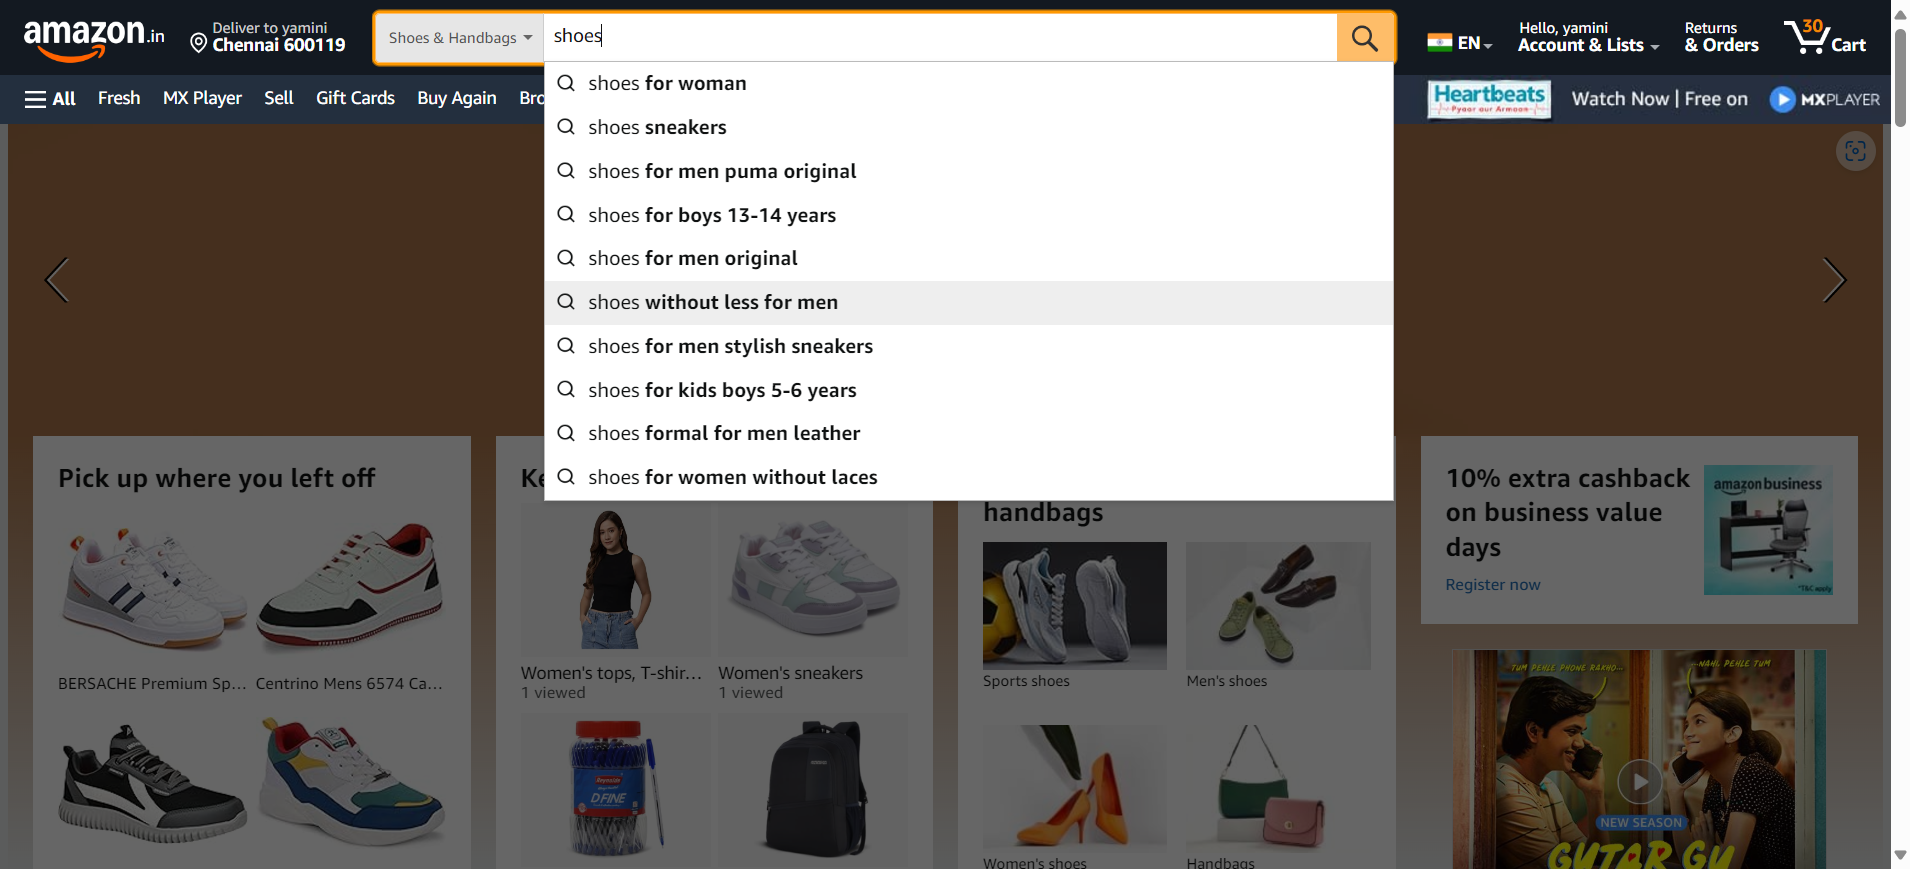 amazon.in
Deliver to yamini
Chennai 600119
Shoes & Handbags
shoes
EN
Hello, yamini
Account & Lists
Returns
& Orders
30
Cart
All
Fresh
MX Player
Sell
Gift Cards
Buy Again
Bro
Heartbeats
Pyaar aur Armaan
Watch Now | Free on
MXPLAYER
shoes for woman
shoes sneakers
shoes for men puma original
shoes for boys 13-14 years
shoes for men original
shoes without less for men
shoes for men stylish sneakers
shoes for kids boys 5-6 years
shoes formal for men leather
shoes for women without laces
Pick up where you left off
BERSACHE Premium Sp...
Centrino Mens 6574 Ca...
Ke
Women's tops, T-shir...
1 viewed
Women's sneakers
1 viewed
Reynolds
D.FINE
handbags
Sports shoes
Men's shoes
Women's shoes
Handbags
10% extra cashback
on business value
days
Register now
amazon business
*T&C apply
TUM PEHLE PHONE RAKHO...
...NAHI, PEHLE TUM
NEW SEASON
GUTAR GU